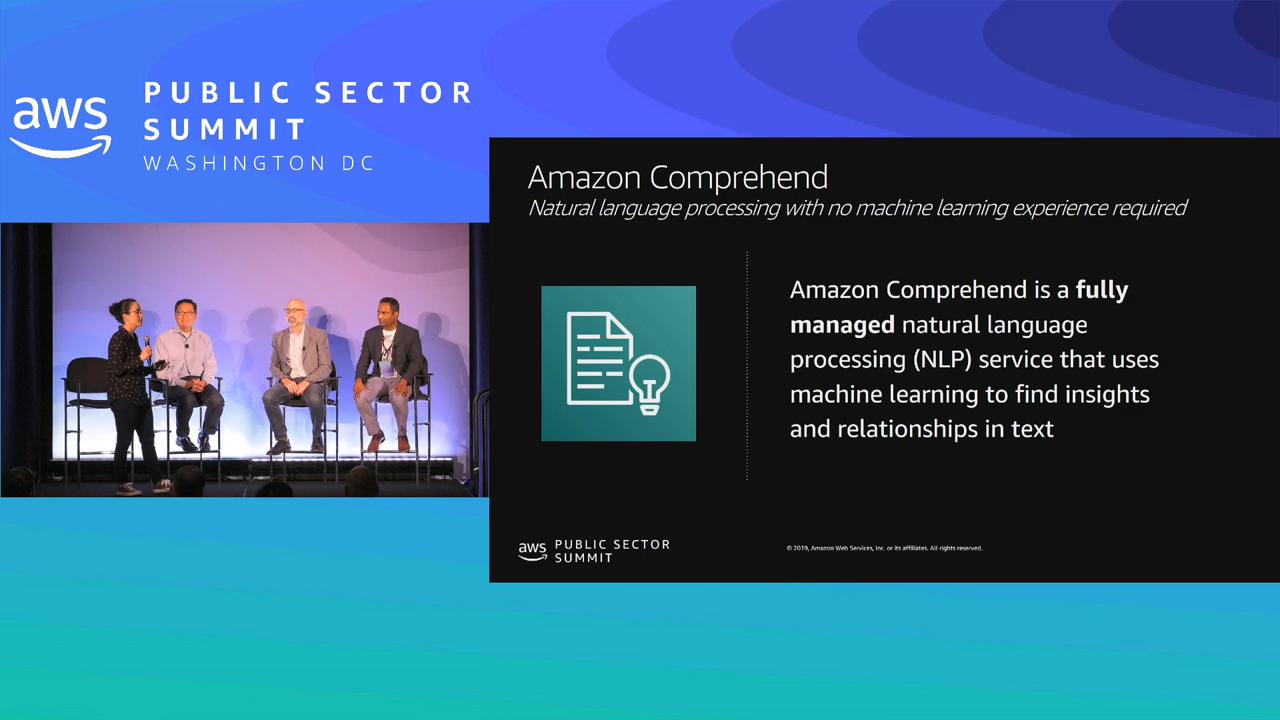 aws
PUBLIC SECTOR
SUMMIT
WASHINGTON DC
Amazon Comprehend
Natural language processing with no machine learning experience required
Amazon Comprehend is a fully
managed natural language
processing (NLP) service that uses
machine learning to find insights
and relationships in text
aws
PUBLIC SECTOR
SUMMIT
© 2019, Amazon Web Services, Inc. or its affiliates. All rights reserved.